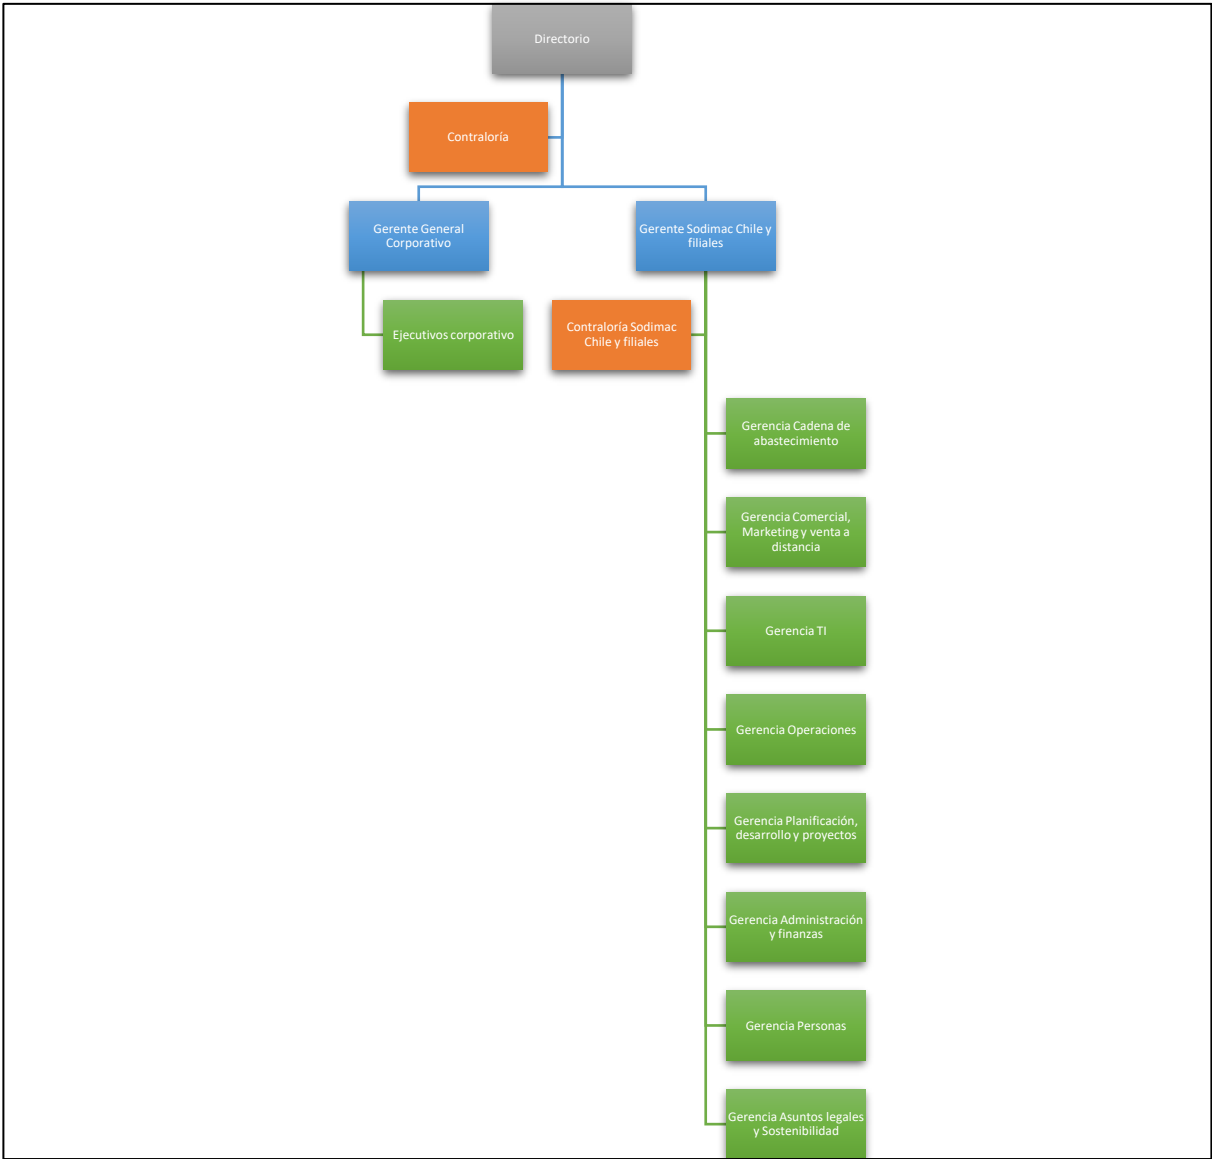 Directorio
Contraloría
Gerente General
Corporativo
Gerente Sodimac Chile y
filiales
Ejecutivos corporativo
Contraloría Sodimac
Chile y filiales
Gerencia Cadena de
abastecimiento
Gerencia Comercial,
Marketing y venta a
distancia
Gerencia TI
Gerencia Operaciones
Gerencia Planificación,
desarrollo y proyectos
Gerencia Administración
y finanzas
Gerencia Personas
Gerencia Asuntos legales
y Sostenibilidad